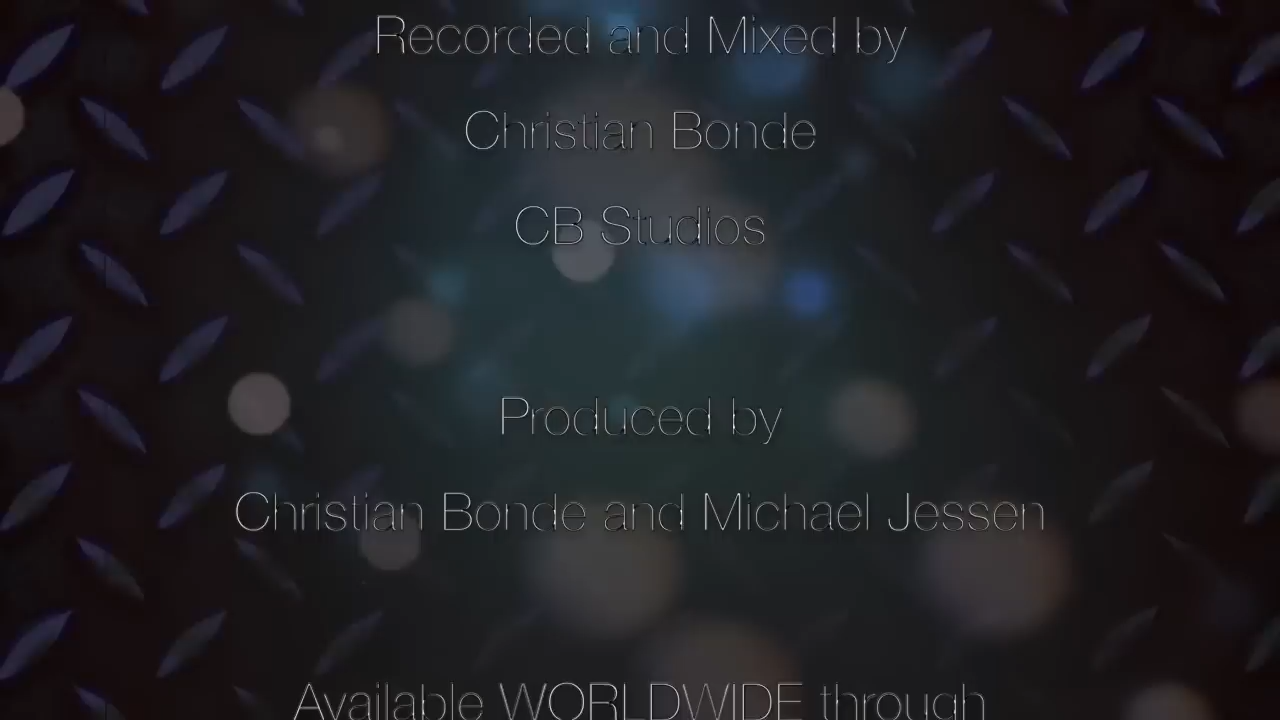 Recorded and Mixed by
Christian Bonde
CB Studios
Produced by
Christian Bonde and Michael Jessen
Available WORLDWIDE through